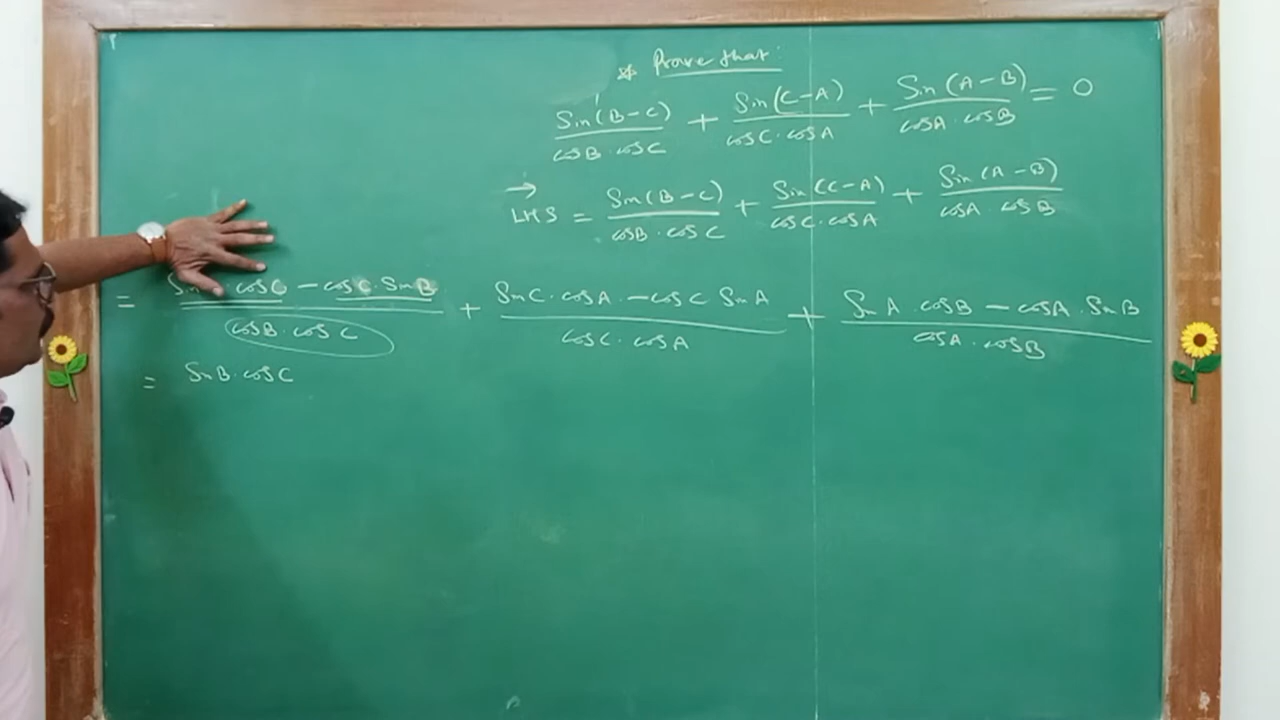 * Prove that:
Sin(B-C)/cosB·cosC + Sin(C-A)/cosC·cosA + Sin(A-B)/cosA·cosB = 0
→ LHS = Sin(B-C)/cosB·cosC + Sin(C-A)/cosC·cosA + Sin(A-B)/cosA·cosB
= cosC - cosC·SinB/cosB·cosC + SinC·cosA - cosC SinA/cosC·cosA + SinA·cosB - cosA·SinB/cosA·cosB
= SinB·cosC